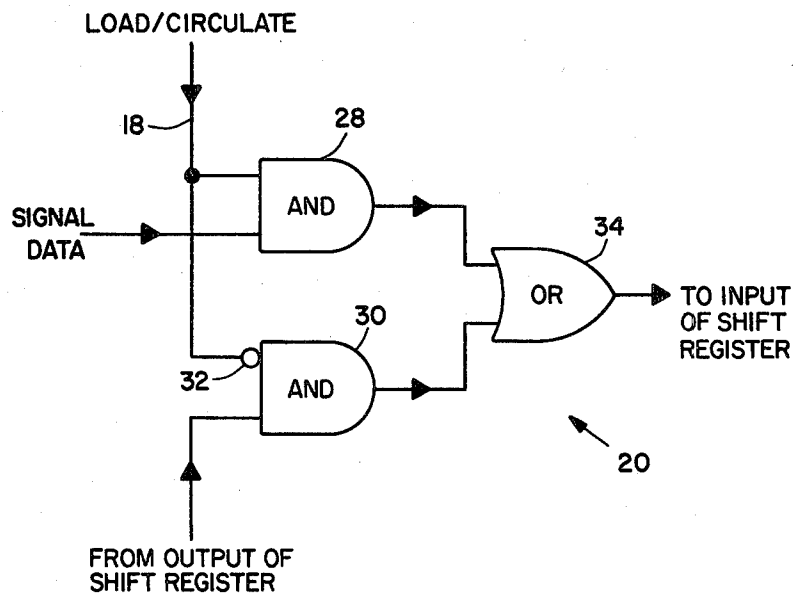 LOAD/CIRCULATE
18
28
SIGNAL
DATA
AND
34
OR
TO INPUT
OF SHIFT
REGISTER
30
32
AND
20
FROM OUTPUT OF
SHIFT REGISTER